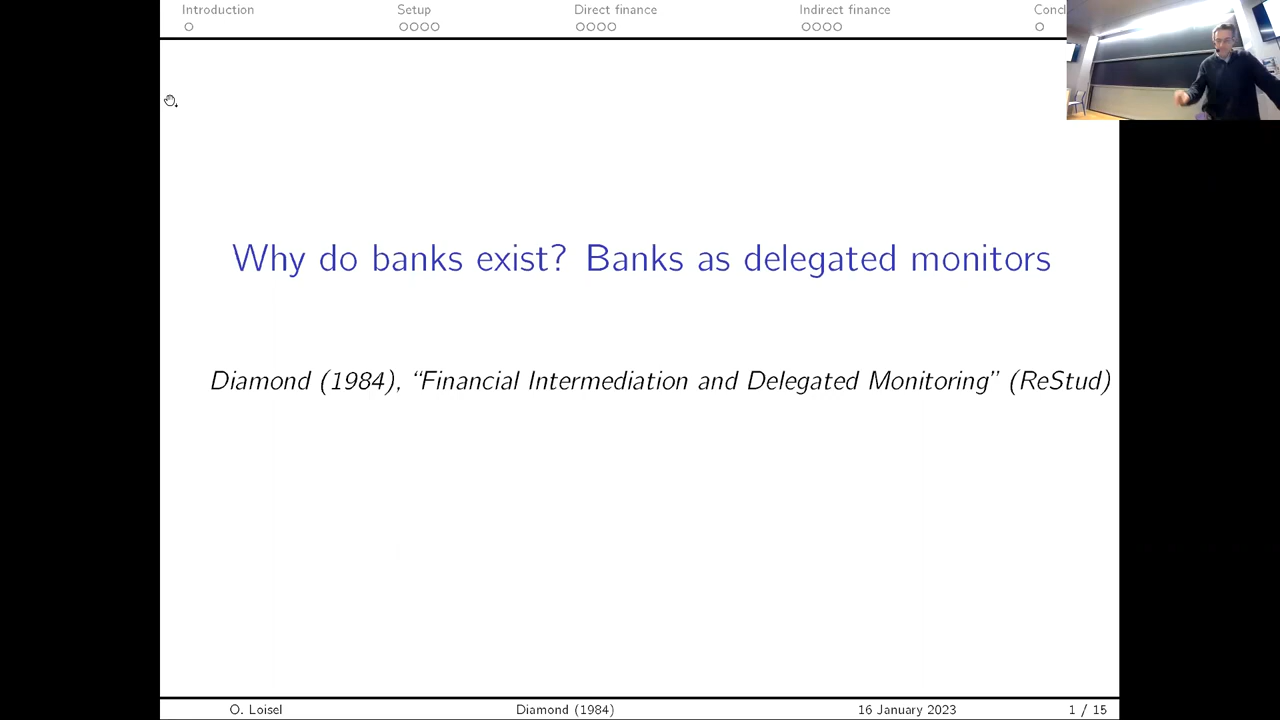 Introduction Setup Direct finance Indirect finance Concl
Why do banks exist? Banks as delegated monitors
Diamond (1984), “Financial Intermediation and Delegated Monitoring” (ReStud)
O. Loisel Diamond (1984) 16 January 2023 1 / 15